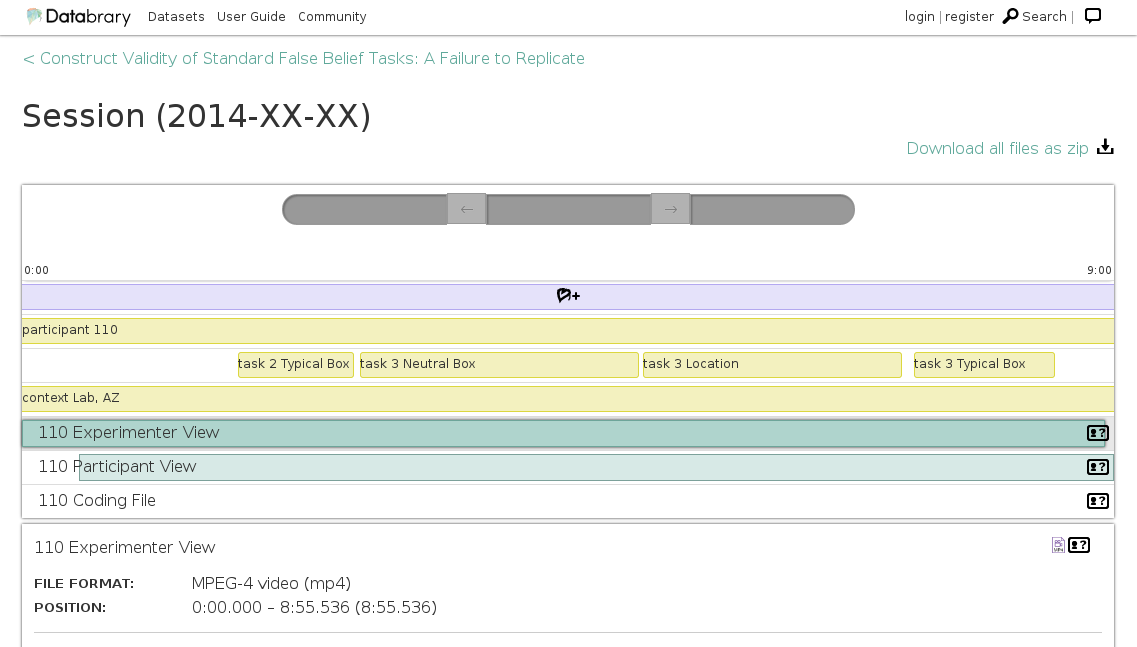 Databrary Datasets User Guide Community login | register Search |
< Construct Validity of Standard False Belief Tasks: A Failure to Replicate
Session (2014-XX-XX)
Download all files as zip
← →
0:00 9:00
+
participant 110
task 2 Typical Box task 3 Neutral Box task 3 Location task 3 Typical Box
context Lab, AZ
110 Experimenter View ?
110 Participant View ?
110 Coding File ?
110 Experimenter View ?
FILE FORMAT: MPEG-4 video (mp4)
POSITION: 0:00.000 – 8:55.536 (8:55.536)